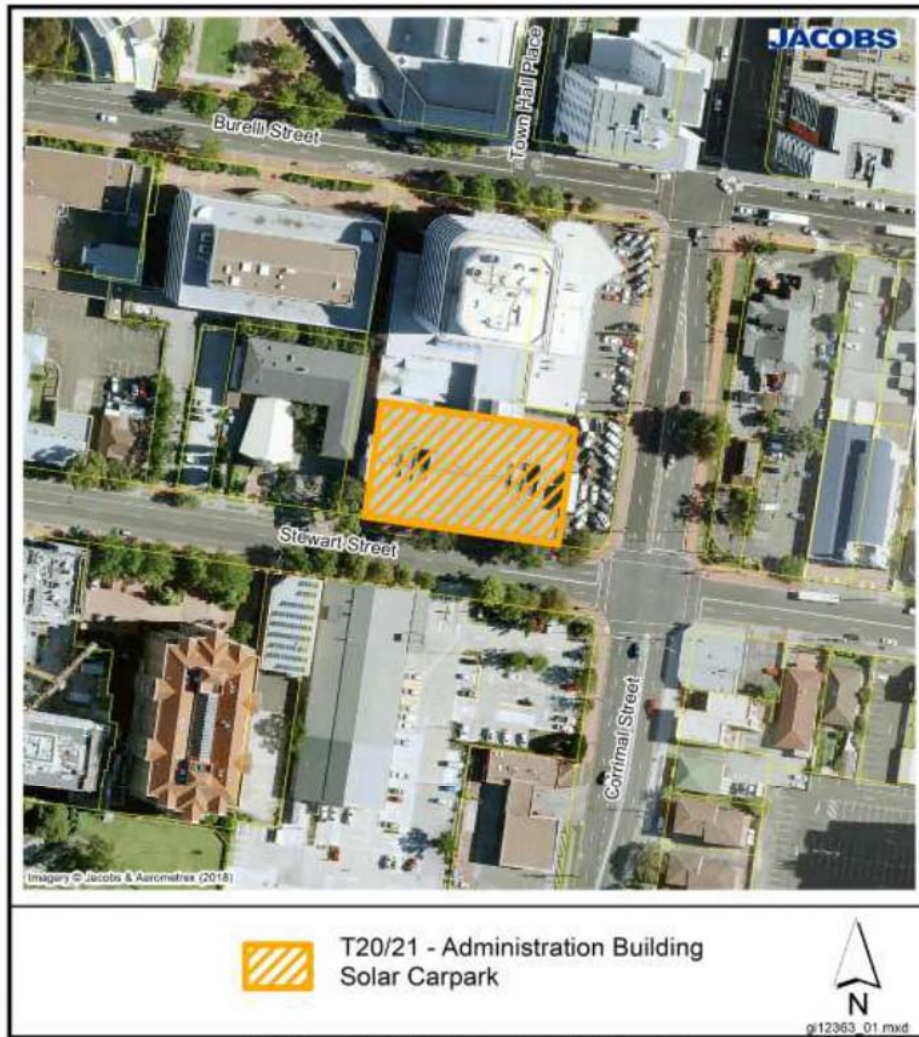 JACOBS
Town Hall Place
Burelli Street
Stewart Street
Corrimal Street
Imagery © Jacobs & Aerometrex (2018)
T20/21 - Administration Building
Solar Carpark
N
gi12363_01.mxd